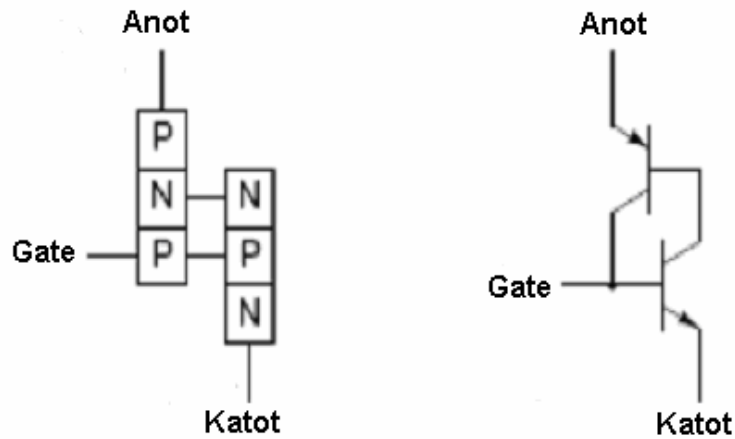 Anot
P
N N
Gate P P
N
Katot
Anot
Gate
Katot